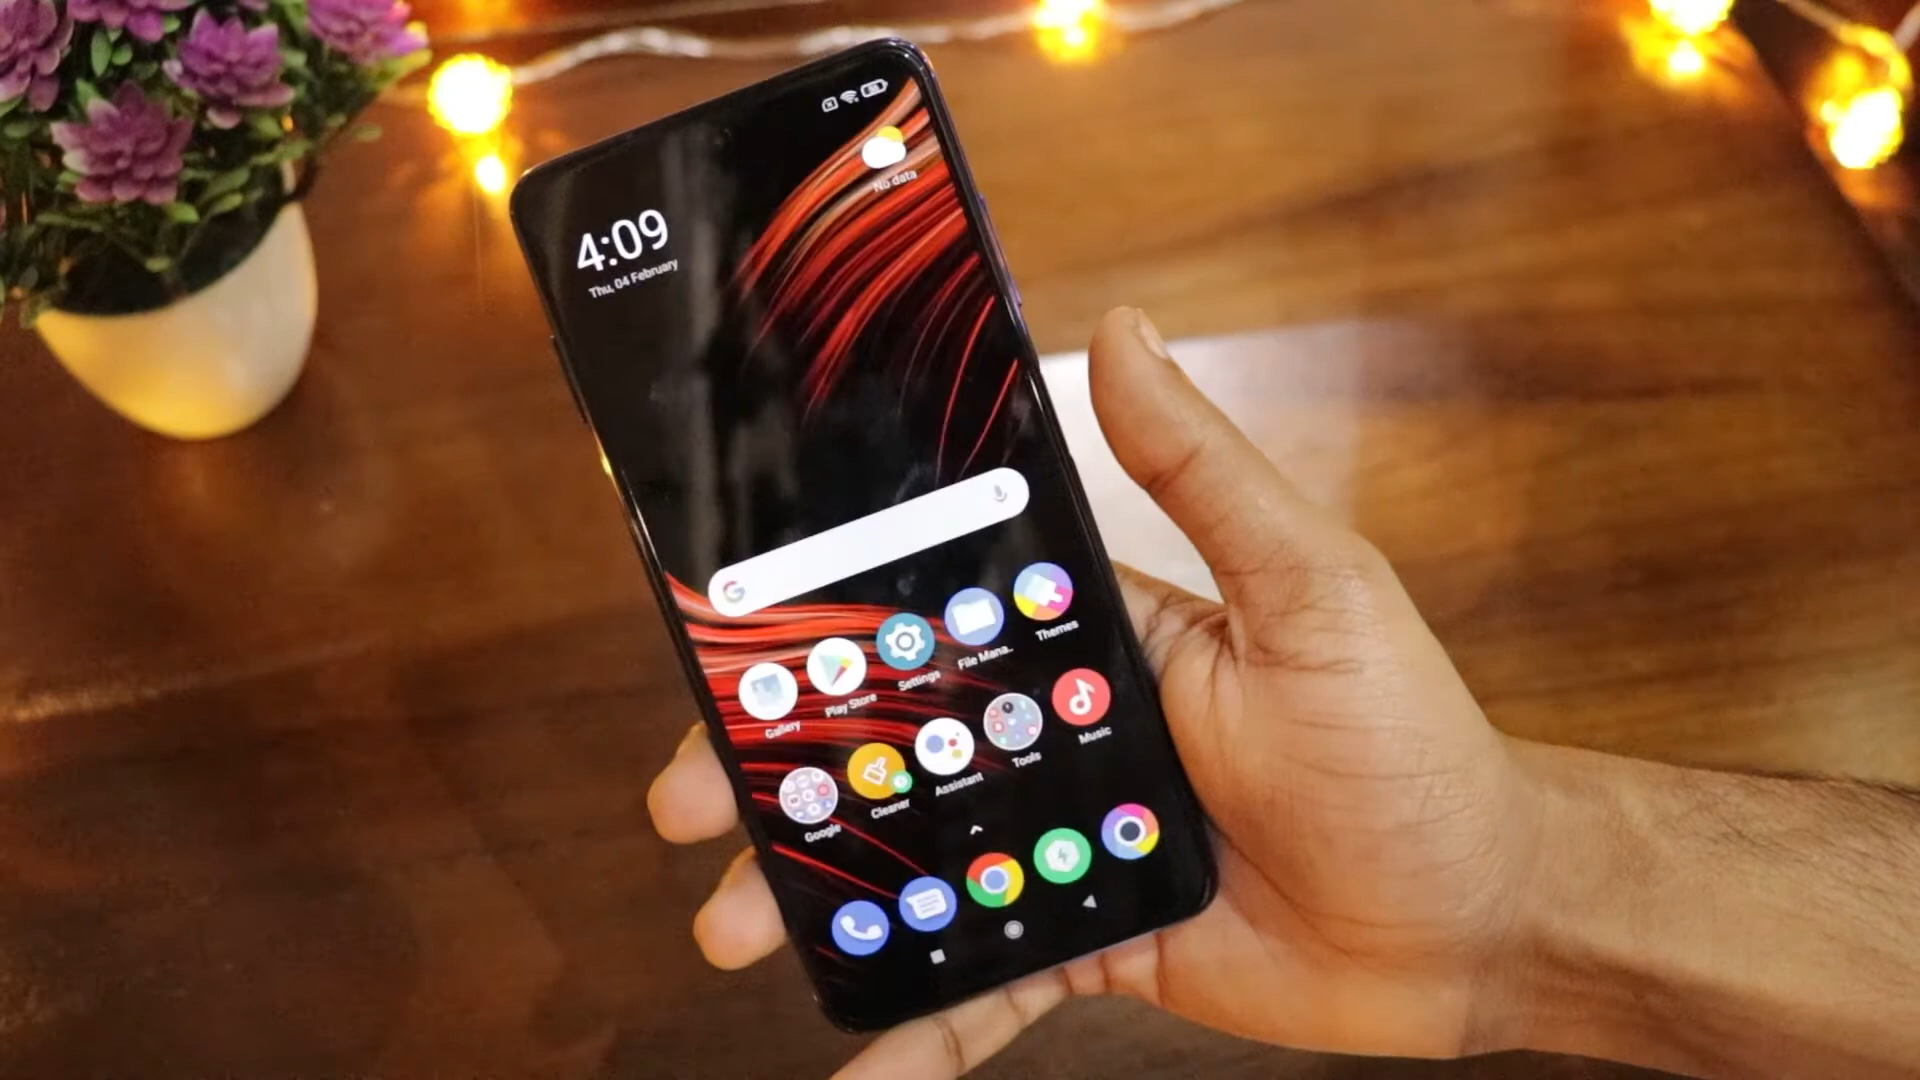 No data
4:09
Thu, 04 February
Gallery
Play Store
Settings
File Mana..
Themes
Google
Cleaner
Assistant
Tools
Music